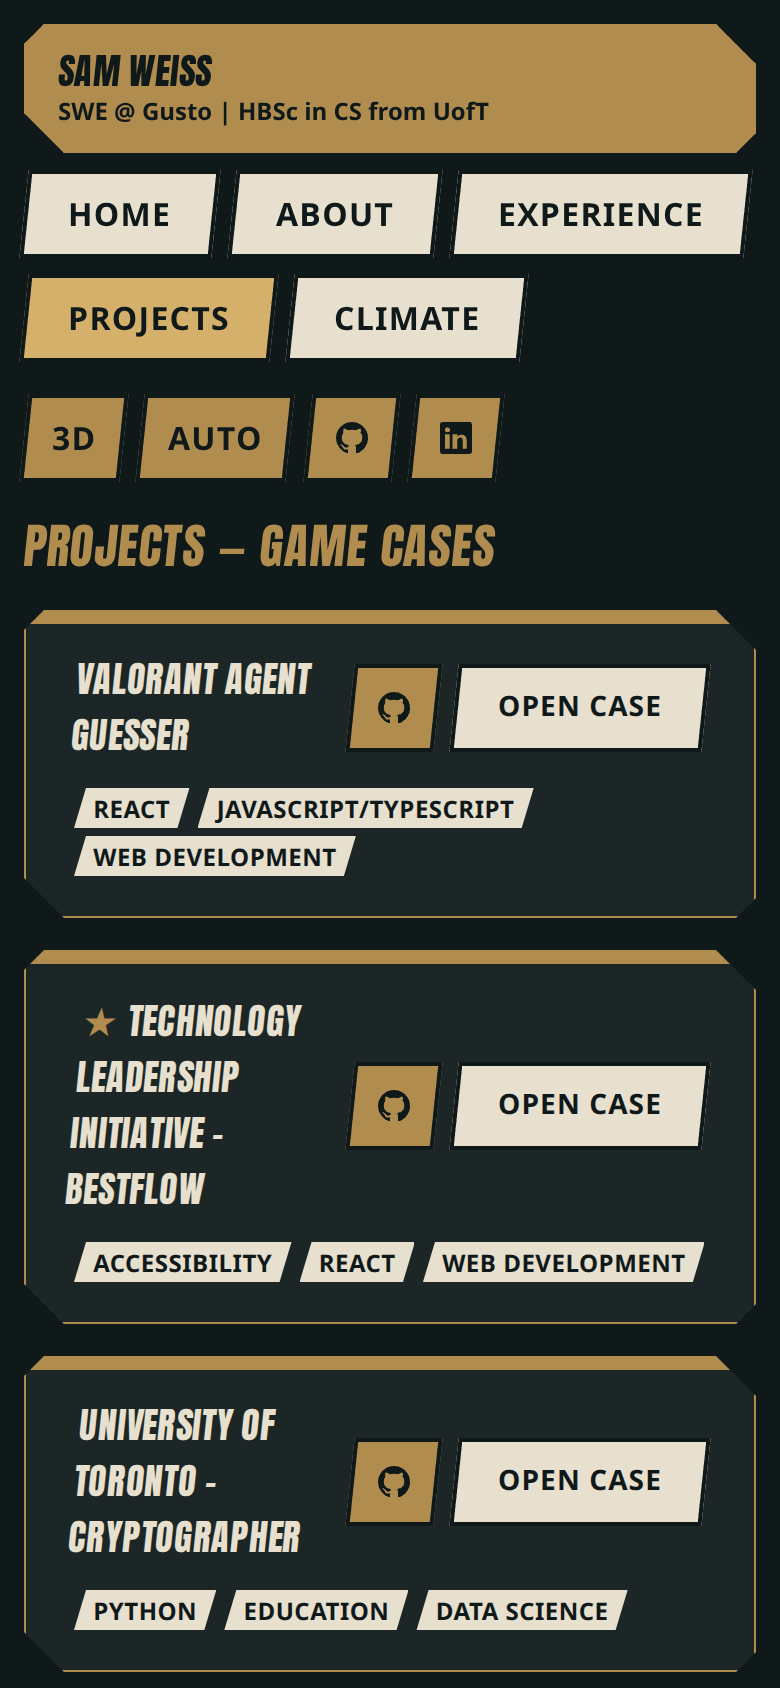 SAM WEISS
SWE @ Gusto | HBSc in CS from UofT
HOME ABOUT EXPERIENCE
PROJECTS CLIMATE
3D AUTO in
PROJECTS — GAME CASES
VALORANT AGENT
GUESSER
OPEN CASE
REACT JAVASCRIPT/TYPESCRIPT
WEB DEVELOPMENT
★ TECHNOLOGY
LEADERSHIP
INITIATIVE -
BESTFLOW
OPEN CASE
ACCESSIBILITY REACT WEB DEVELOPMENT
UNIVERSITY OF
TORONTO -
CRYPTOGRAPHER
OPEN CASE
PYTHON EDUCATION DATA SCIENCE